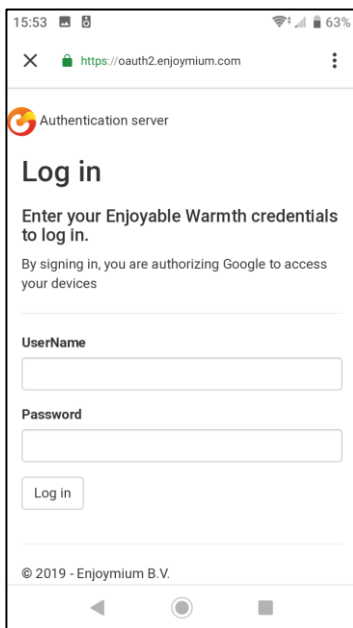 15:53 63%
https://oauth2.enjoymium.com
Authentication server
Log in
Enter your Enjoyable Warmth credentials
to log in.
By signing in, you are authorizing Google to access
your devices
UserName
Password
Log in
© 2019 - Enjoymium B.V.